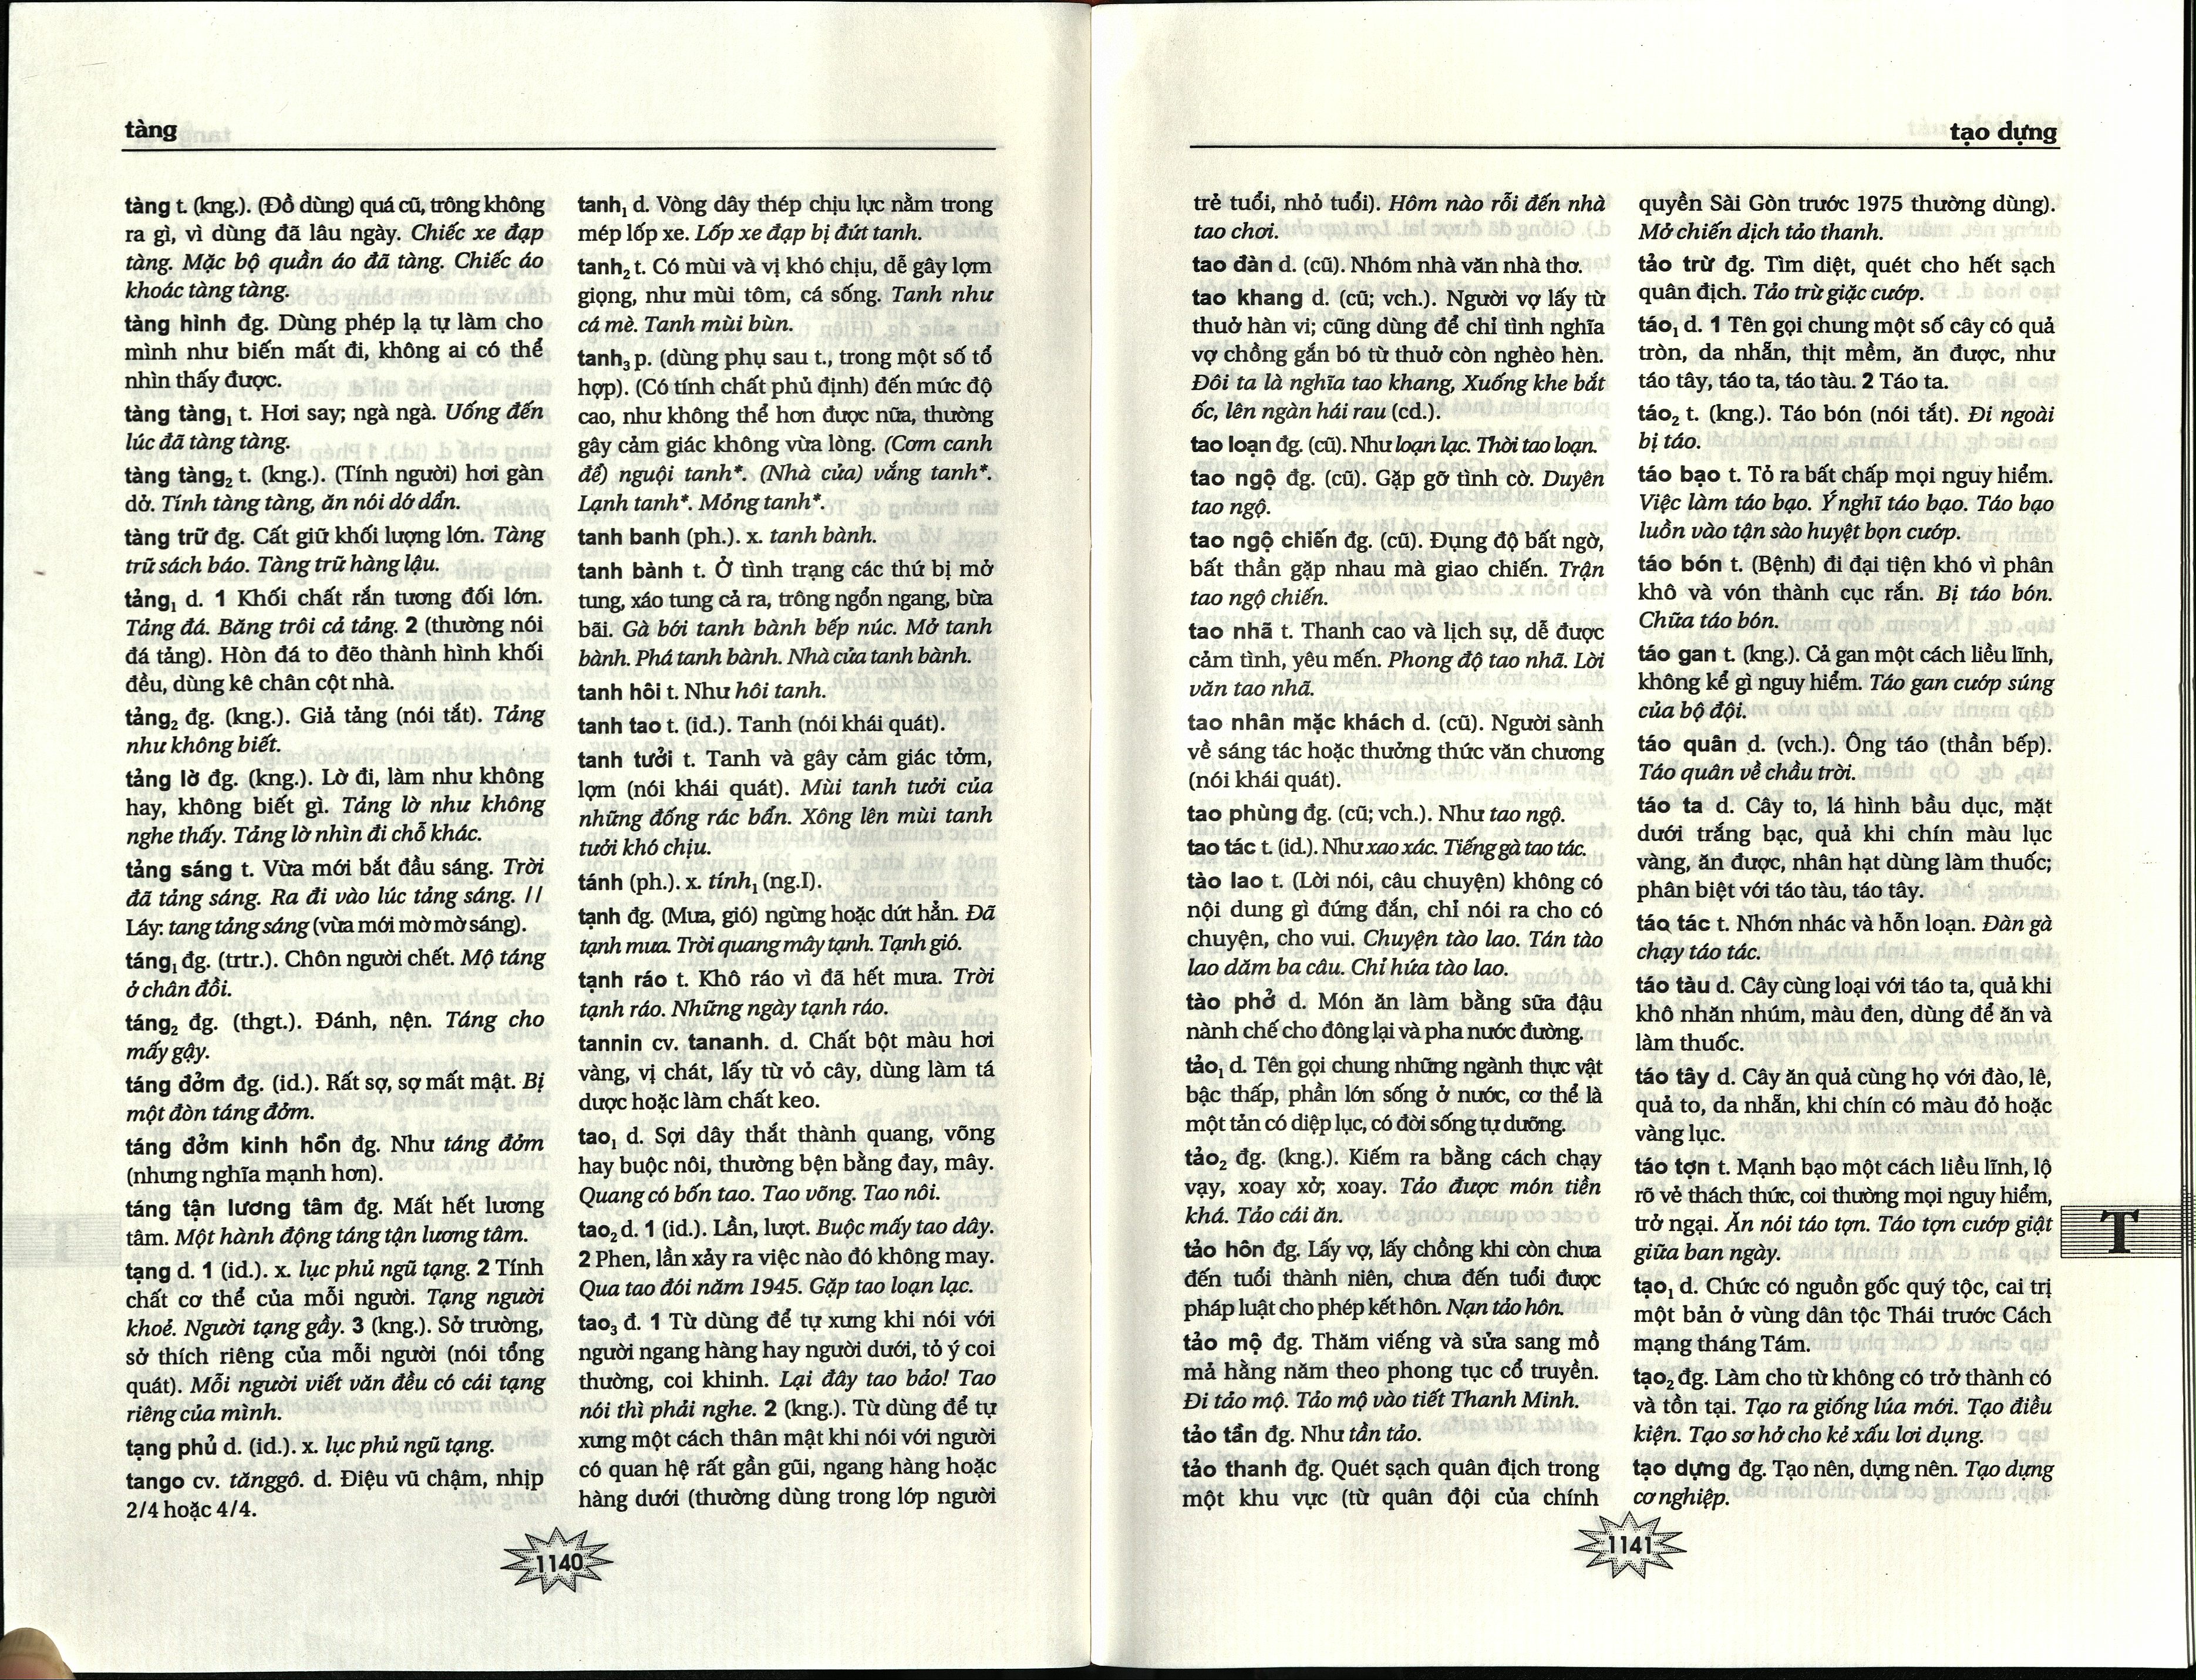 tàng
tàng t. (kng.). (Đồ dùng) quá cũ, trông không
ra gì, vì dùng đã lâu ngày. Chiếc xe đạp
tàng. Mặc bộ quần áo đã tàng. Chiếc áo
khoác tàng tàng.
tàng hình đg. Dùng phép lạ tự làm cho
mình như biến mất đi, không ai có thể
nhìn thấy được.
tàng tàng₁ t. Hơi say; ngà ngà. Uống đến
lúc đã tàng tàng.
tàng tàng₂ t. (kng.). (Tính người) hơi gàn
dở. Tính tàng tàng, ăn nói dớ dẩn.
tàng trữ đg. Cất giữ khối lượng lớn. Tàng
trữ sách báo. Tàng trữ hàng lậu.
tảng₁ d. 1 Khối chất rắn tương đối lớn.
Tảng đá. Băng trôi cả tảng. 2 (thường nói
đá tảng). Hòn đá to đẽo thành hình khối
đều, dùng kê chân cột nhà.
tảng₂ đg. (kng.). Giả tảng (nói tắt). Tảng
như không biết.
tảng lờ đg. (kng.). Lờ đi, làm như không
hay, không biết gì. Tảng lờ như không
nghe thấy. Tảng lờ nhìn đi chỗ khác.
tảng sáng t. Vừa mới bắt đầu sáng. Trời
đã tảng sáng. Ra đi vào lúc tảng sáng. //
Láy: tang tảng sáng (vừa mới mờ mờ sáng).
táng₁ đg. (trtr.). Chôn người chết. Mộ táng
ở chân đồi.
táng₂ đg. (thgt.). Đánh, nện. Táng cho
mấy gậy.
táng đởm đg. (id.). Rất sợ, sợ mất mật. Bị
một đòn táng đởm.
táng đởm kinh hồn đg. Như táng đởm
(nhưng nghĩa mạnh hơn).
táng tận lương tâm đg. Mất hết lương
tâm. Một hành động táng tận lương tâm.
tạng d. 1 (id.). x. lục phủ ngũ tạng. 2 Tính
chất cơ thể của mỗi người. Tạng người
khoẻ. Người tạng gầy. 3 (kng.). Sở trường,
sở thích riêng của mỗi người (nói tổng
quát). Mỗi người viết văn đều có cái tạng
riêng của mình.
tạng phủ d. (id.). x. lục phủ ngũ tạng.
tango cv. tănggô. d. Điệu vũ chậm, nhịp
2/4 hoặc 4/4.
tanh₁ d. Vòng dây thép chịu lực nằm trong
mép lốp xe. Lốp xe đạp bị đứt tanh.
tanh₂ t. Có mùi và vị khó chịu, dễ gây lợm
giọng, như mùi tôm, cá sống. Tanh như
cá mè. Tanh mùi bùn.
tanh₃ p. (dùng phụ sau t., trong một số tổ
hợp). (Có tính chất phủ định) đến mức độ
cao, như không thể hơn được nữa, thường
gây cảm giác không vừa lòng. (Cơm canh
để) nguội tanh*. (Nhà cửa) vắng tanh*.
Lạnh tanh*. Mỏng tanh*.
tanh banh (ph.). x. tanh bành.
tanh bành t. Ở tình trạng các thứ bị mở
tung, xáo tung cả ra, trông ngổn ngang, bừa
bãi. Gà bới tanh bành bếp núc. Mở tanh
bành. Phá tanh bành. Nhà cửa tanh bành.
tanh hôi t. Như hôi tanh.
tanh tao t. (id.). Tanh (nói khái quát).
tanh tưởi t. Tanh và gây cảm giác tởm,
lợm (nói khái quát). Mùi tanh tưởi của
những đống rác bẩn. Xông lên mùi tanh
tưởi khó chịu.
tánh (ph.). x. tính₁ (ng.I).
tạnh đg. (Mưa, gió) ngừng hoặc dứt hẳn. Đã
tạnh mưa. Trời quang mây tạnh. Tạnh gió.
tạnh ráo t. Khô ráo vì đã hết mưa. Trời
tạnh ráo. Những ngày tạnh ráo.
tannin cv. tananh. d. Chất bột màu hơi
vàng, vị chát, lấy từ vỏ cây, dùng làm tá
dược hoặc làm chất keo.
tao₁ d. Sợi dây thắt thành quang, võng
hay buộc nôi, thường bện bằng đay, mây.
Quang có bốn tao. Tao võng. Tao nôi.
tao₂ d. 1 (id.). Lần, lượt. Buộc mấy tao dây.
2 Phen, lần xảy ra việc nào đó không may.
Qua tao đói năm 1945. Gặp tao loạn lạc.
tao₃ đ. 1 Từ dùng để tự xưng khi nói với
người ngang hàng hay người dưới, tỏ ý coi
thường, coi khinh. Lại đây tao bảo! Tao
nói thì phải nghe. 2 (kng.). Từ dùng để tự
xưng một cách thân mật khi nói với người
có quan hệ rất gần gũi, ngang hàng hoặc
hàng dưới (thường dùng trong lớp người
1140
tạo dựng
trẻ tuổi, nhỏ tuổi). Hôm nào rỗi đến nhà
tao chơi.
tao đàn d. (cũ). Nhóm nhà văn nhà thơ.
tao khang d. (cũ; vch.). Người vợ lấy từ
thuở hàn vi; cũng dùng để chỉ tình nghĩa
vợ chồng gắn bó từ thuở còn nghèo hèn.
Đôi ta là nghĩa tao khang, Xuống khe bắt
ốc, lên ngàn hái rau (cd.).
tao loạn đg. (cũ). Như loạn lạc. Thời tao loạn.
tao ngộ đg. (cũ). Gặp gỡ tình cờ. Duyên
tao ngộ.
tao ngộ chiến đg. (cũ). Đụng độ bất ngờ,
bất thần gặp nhau mà giao chiến. Trận
tao ngộ chiến.
tao nhã t. Thanh cao và lịch sự, dễ được
cảm tình, yêu mến. Phong độ tao nhã. Lời
văn tao nhã.
tao nhân mặc khách d. (cũ). Người sành
về sáng tác hoặc thưởng thức văn chương
(nói khái quát).
tao phùng đg. (cũ; vch.). Như tao ngộ.
tao tác t. (id.). Như xao xác. Tiếng gà tao tác.
tào lao t. (Lời nói, câu chuyện) không có
nội dung gì đứng đắn, chỉ nói ra cho có
chuyện, cho vui. Chuyện tào lao. Tán tào
lao dăm ba câu. Chỉ hứa tào lao.
tào phở d. Món ăn làm bằng sữa đậu
nành chế cho đông lại và pha nước đường.
tảo₁ d. Tên gọi chung những ngành thực vật
bậc thấp, phần lớn sống ở nước, cơ thể là
một tản có diệp lục, có đời sống tự dưỡng.
tảo₂ đg. (kng.). Kiếm ra bằng cách chạy
vạy, xoay xở; xoay. Tảo được món tiền
khá. Tảo cái ăn.
tảo hôn đg. Lấy vợ, lấy chồng khi còn chưa
đến tuổi thành niên, chưa đến tuổi được
pháp luật cho phép kết hôn. Nạn tảo hôn.
tảo mộ đg. Thăm viếng và sửa sang mồ
mả hằng năm theo phong tục cổ truyền.
Đi tảo mộ. Tảo mộ vào tiết Thanh Minh.
tảo tần đg. Như tần tảo.
tảo thanh đg. Quét sạch quân địch trong
một khu vực (từ quân đội của chính
quyền Sài Gòn trước 1975 thường dùng).
Mở chiến dịch tảo thanh.
tảo trừ đg. Tìm diệt, quét cho hết sạch
quân địch. Tảo trừ giặc cướp.
táo₁ d. 1 Tên gọi chung một số cây có quả
tròn, da nhẵn, thịt mềm, ăn được, như
táo tây, táo ta, táo tàu. 2 Táo ta.
táo₂ t. (kng.). Táo bón (nói tắt). Đi ngoài
bị táo.
táo bạo t. Tỏ ra bất chấp mọi nguy hiểm.
Việc làm táo bạo. Ý nghĩ táo bạo. Táo bạo
luồn vào tận sào huyệt bọn cướp.
táo bón t. (Bệnh) đi đại tiện khó vì phân
khô và vón thành cục rắn. Bị táo bón.
Chữa táo bón.
táo gan t. (kng.). Cả gan một cách liều lĩnh,
không kể gì nguy hiểm. Táo gan cướp súng
của bộ đội.
táo quân d. (vch.). Ông táo (thần bếp).
Táo quân về chầu trời.
táo ta d. Cây to, lá hình bầu dục, mặt
dưới trắng bạc, quả khi chín màu lục
vàng, ăn được, nhân hạt dùng làm thuốc;
phân biệt với táo tàu, táo tây.
táo tác t. Nhớn nhác và hỗn loạn. Đàn gà
chạy táo tác.
táo tàu d. Cây cùng loại với táo ta, quả khi
khô nhăn nhúm, màu đen, dùng để ăn và
làm thuốc.
táo tây d. Cây ăn quả cùng họ với đào, lê,
quả to, da nhẵn, khi chín có màu đỏ hoặc
vàng lục.
táo tợn t. Mạnh bạo một cách liều lĩnh, lộ
rõ vẻ thách thức, coi thường mọi nguy hiểm,
trở ngại. Ăn nói táo tợn. Táo tợn cướp giật
giữa ban ngày.
tạo₁ d. Chức có nguồn gốc quý tộc, cai trị
một bản ở vùng dân tộc Thái trước Cách
mạng tháng Tám.
tạo₂ đg. Làm cho từ không có trở thành có
và tồn tại. Tạo ra giống lúa mới. Tạo điều
kiện. Tạo sơ hở cho kẻ xấu lơi dụng.
tạo dựng đg. Tạo nên, dựng nên. Tạo dựng
cơ nghiệp.
T
1141